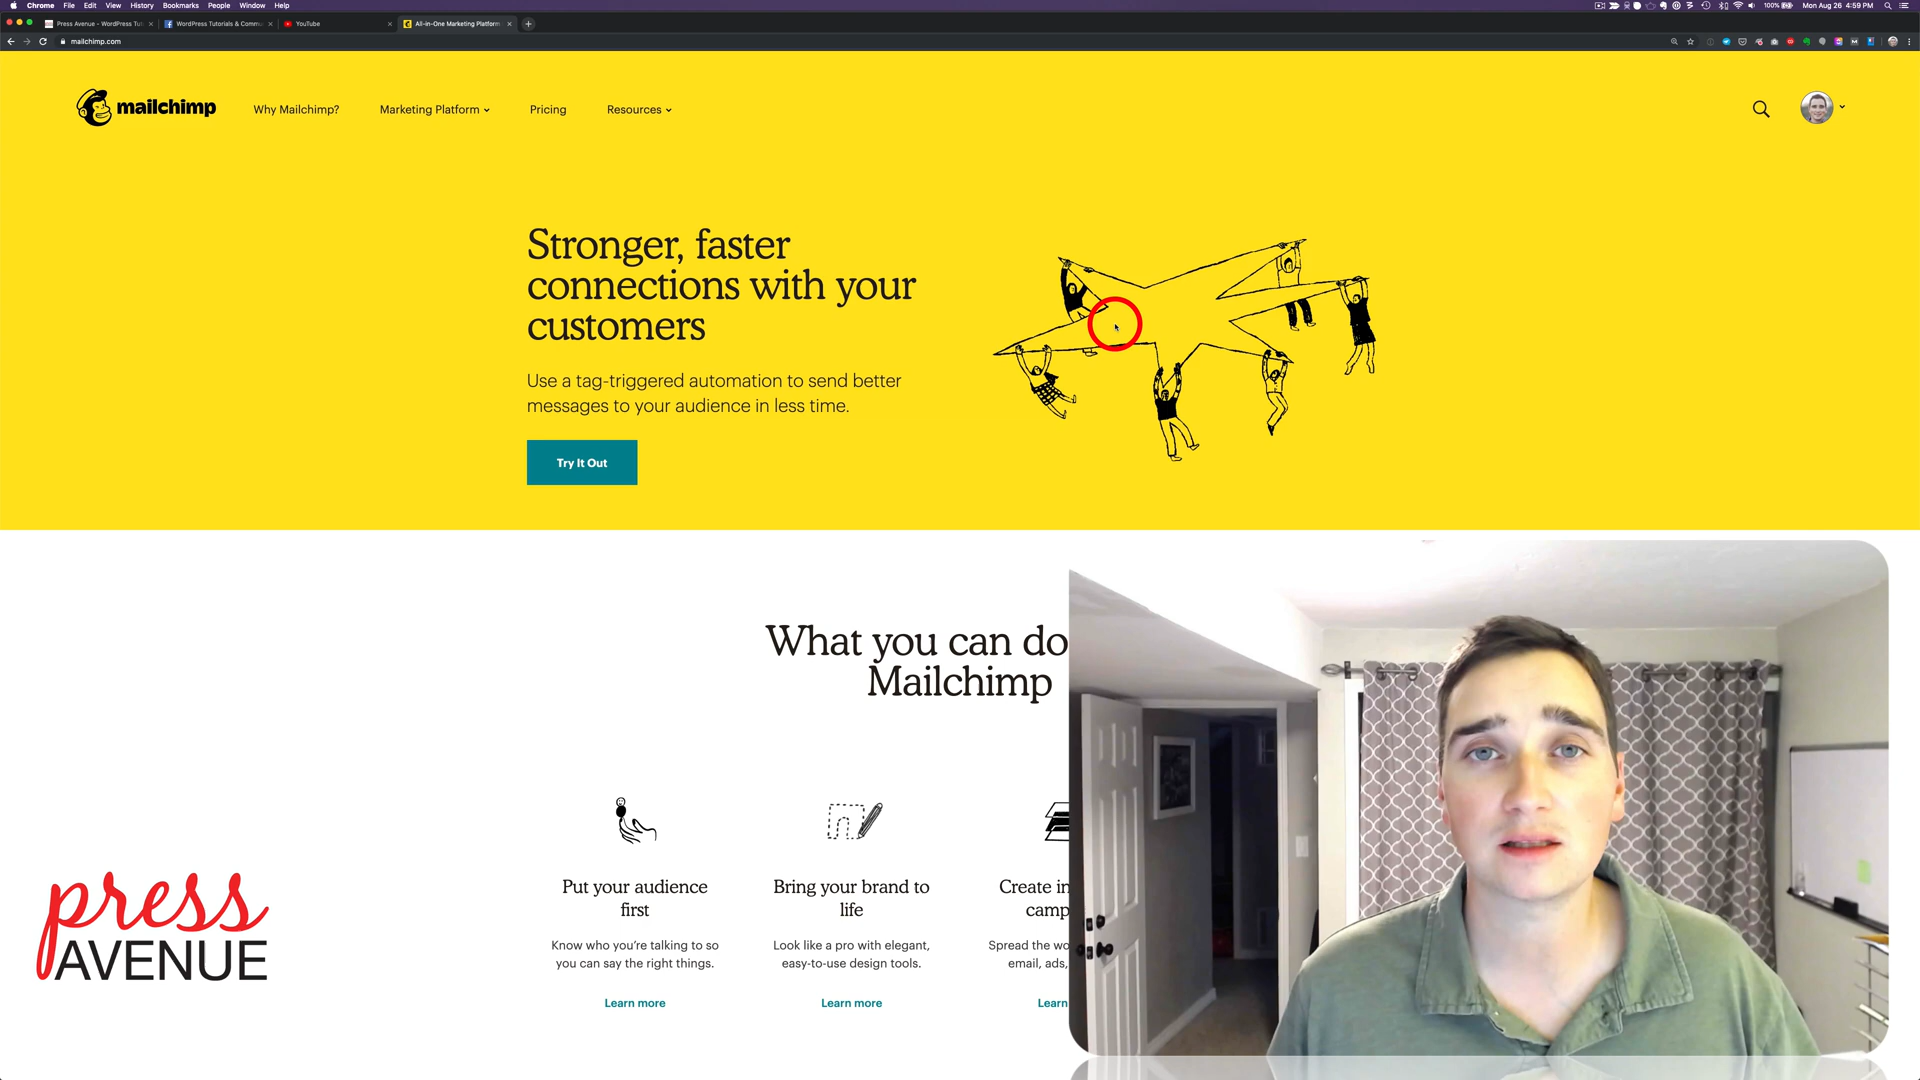 Chrome File Edit View History Bookmarks People Window Help
100% Mon Aug 26 4:59 PM
Press Avenue - WordPress Tut
WordPress Tutorials & Commu
YouTube
All-in-One Marketing Platform
mailchimp.com
mailchimp
Why Mailchimp?
Marketing Platform
Pricing
Resources
Stronger, faster
connections with your
customers
Use a tag-triggered automation to send better
messages to your audience in less time.
Try It Out
What you can do
Mailchimp
Put your audience
first
Know who you're talking to so
you can say the right things.
Learn more
Bring your brand to
life
Look like a pro with elegant,
easy-to-use design tools.
Learn more
Create in
camp
Spread the wo
email, ads,
Learn
press
AVENUE